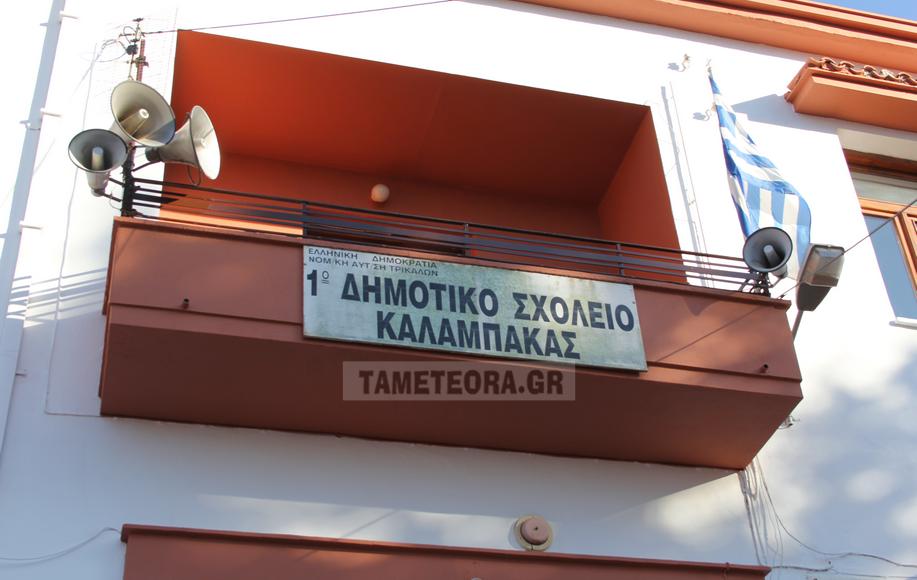 ΕΛΛΗΝΙΚΗ ΔΗΜΟΚΡΑΤΙΑ
ΝΟΜ/ΚΗ ΑΥΤ/ΣΗ ΤΡΙΚΑΛΩΝ
1ο ΔΗΜΟΤΙΚΟ ΣΧΟΛΕΙΟ
ΚΑΛΑΜΠΑΚΑΣ
TAMETEORA.GR